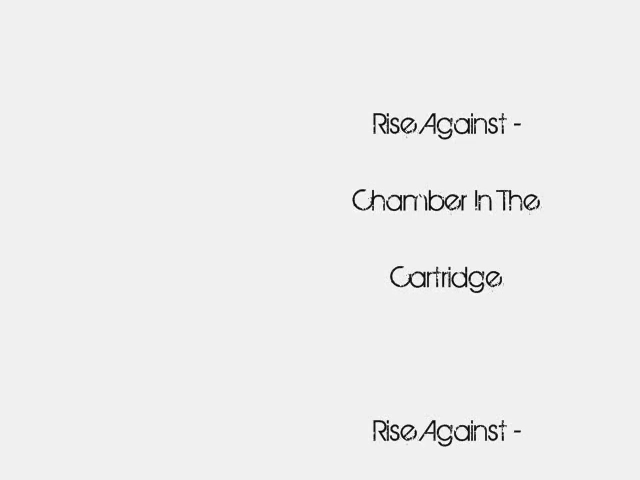 Rise Against -
Chamber In The
Cartridge
Rise Against -